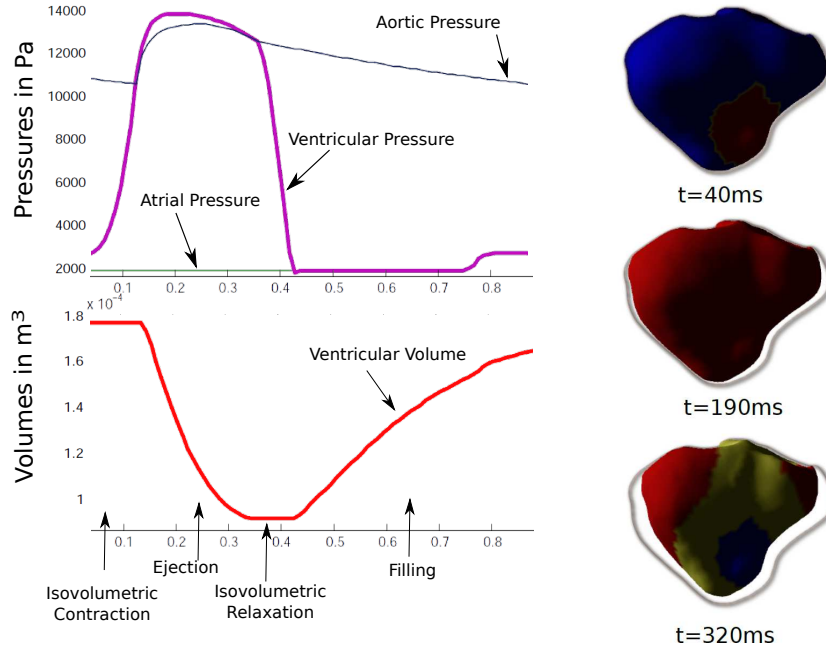 14000
12000
10000
8000
6000
4000
2000
Pressures in Pa
Aortic Pressure
Ventricular Pressure
Atrial Pressure
0.1 0.2 0.3 0.4 0.5 0.6 0.7 0.8
x 10⁻⁴
1.8
1.6
1.4
1.2
1
Volumes in m³
Ventricular Volume
0.1 0.2 0.3 0.4 0.5 0.6 0.7 0.8
Isovolumetric
Contraction
Ejection
Isovolumetric
Relaxation
Filling
t=40ms
t=190ms
t=320ms